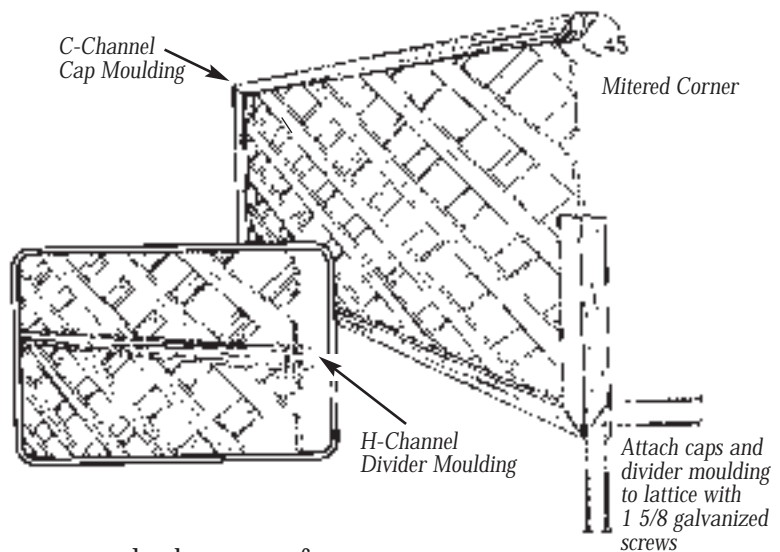 C-Channel
Cap Moulding
45
Mitered Corner
H-Channel
Divider Moulding
Attach caps and
divider moulding
to lattice with
1 5/8 galvanized
screws